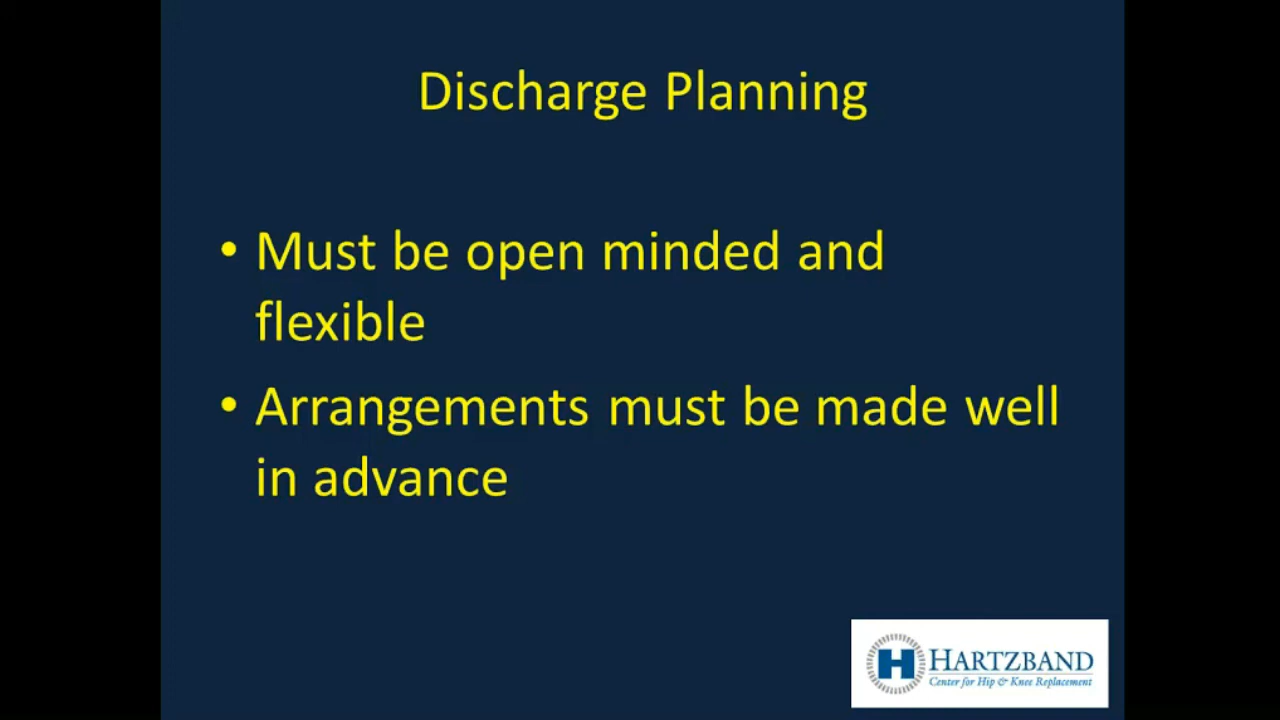 Discharge Planning
• Must be open minded and
flexible
• Arrangements must be made well
in advance
H HARTZBAND
Center for Hip & Knee Replacement